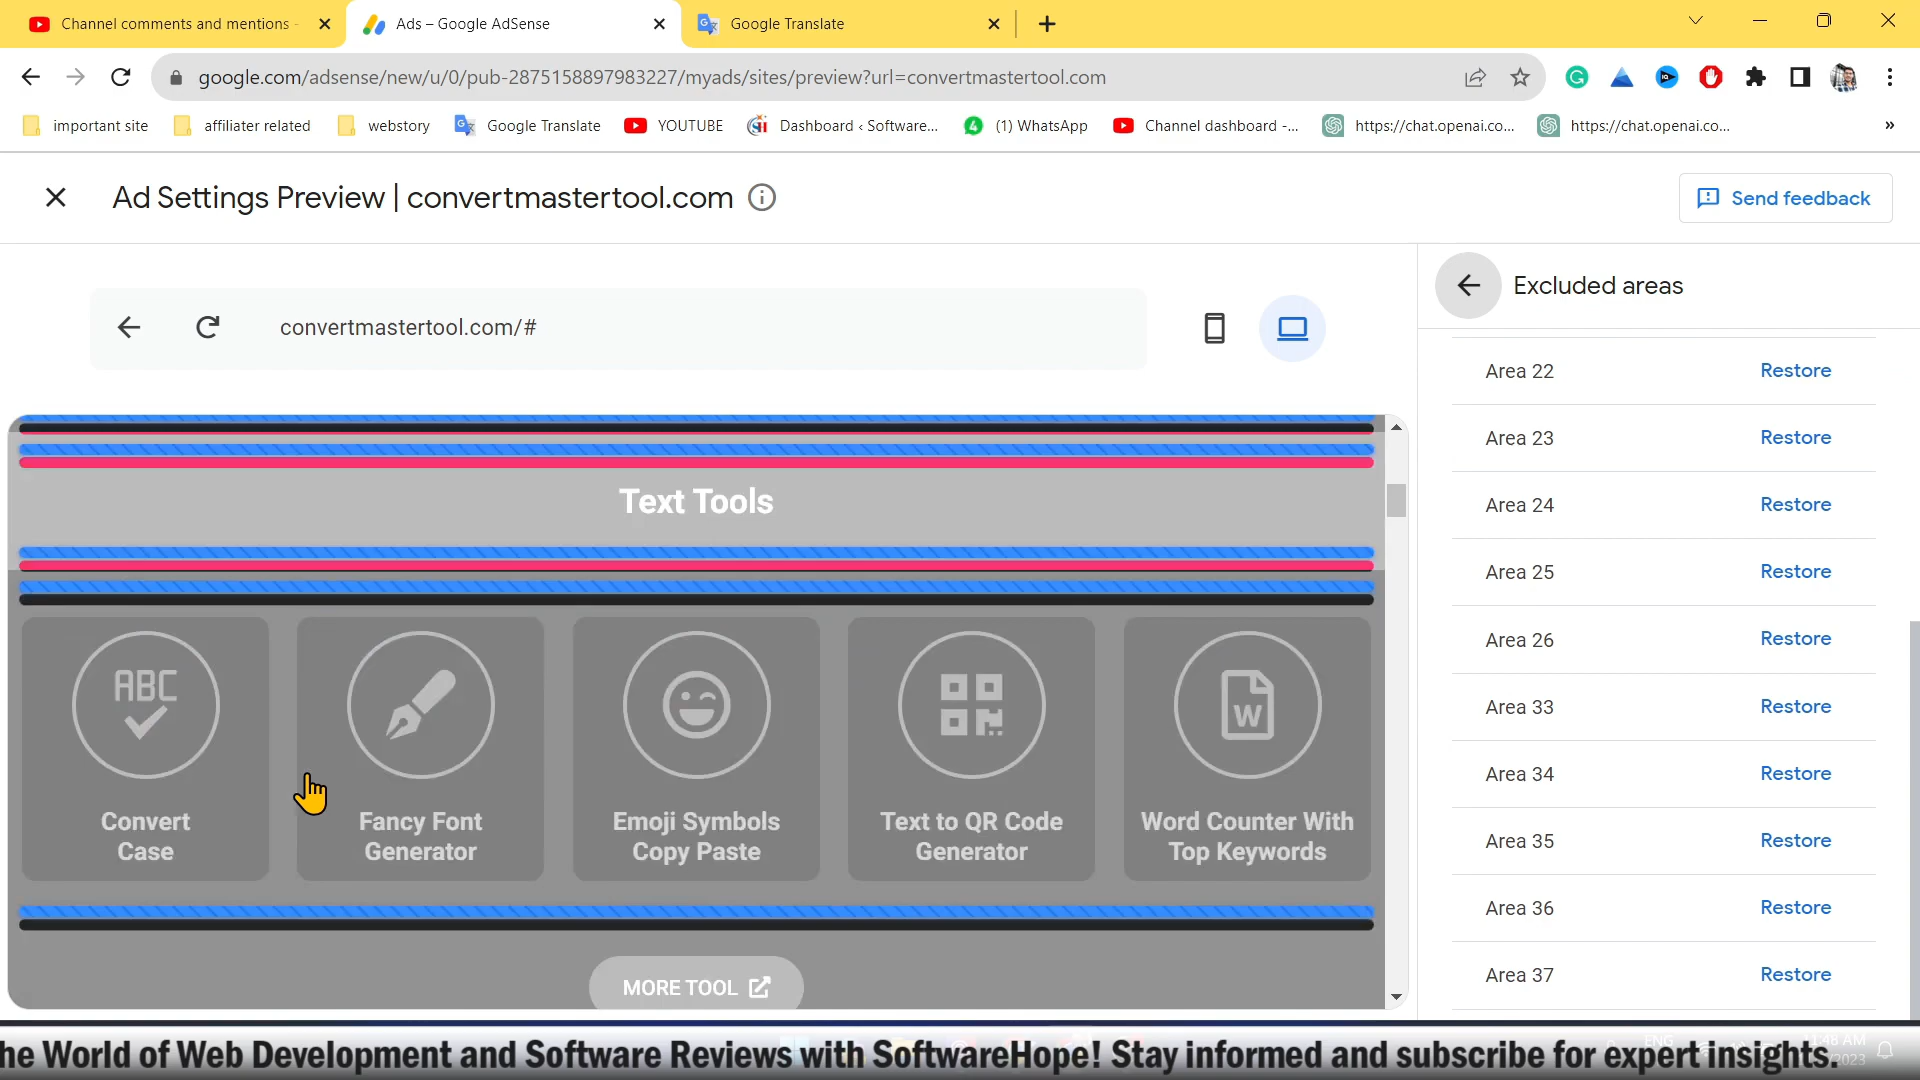 Channel comments and mentions -
Ads – Google AdSense
Google Translate
google.com/adsense/new/u/0/pub-2875158897983227/myads/sites/preview?url=convertmastertool.com
important site
affiliater related
webstory
Google Translate
YOUTUBE
Dashboard ‹ Software...
(1) WhatsApp
Channel dashboard -...
https://chat.openai.co...
https://chat.openai.co...
»
Ad Settings Preview | convertmastertool.com
Send feedback
convertmastertool.com/#
Excluded areas
Area 22 Restore
Area 23 Restore
Area 24 Restore
Area 25 Restore
Area 26 Restore
Area 33 Restore
Area 34 Restore
Area 35 Restore
Area 36 Restore
Area 37 Restore
Text Tools
ABC
W
Convert
Case
Fancy Font
Generator
Emoji Symbols
Copy Paste
Text to QR Code
Generator
Word Counter With
Top Keywords
MORE TOOL
he World of Web Development and Software Reviews with SoftwareHope! Stay informed and subscribe for expert insights.